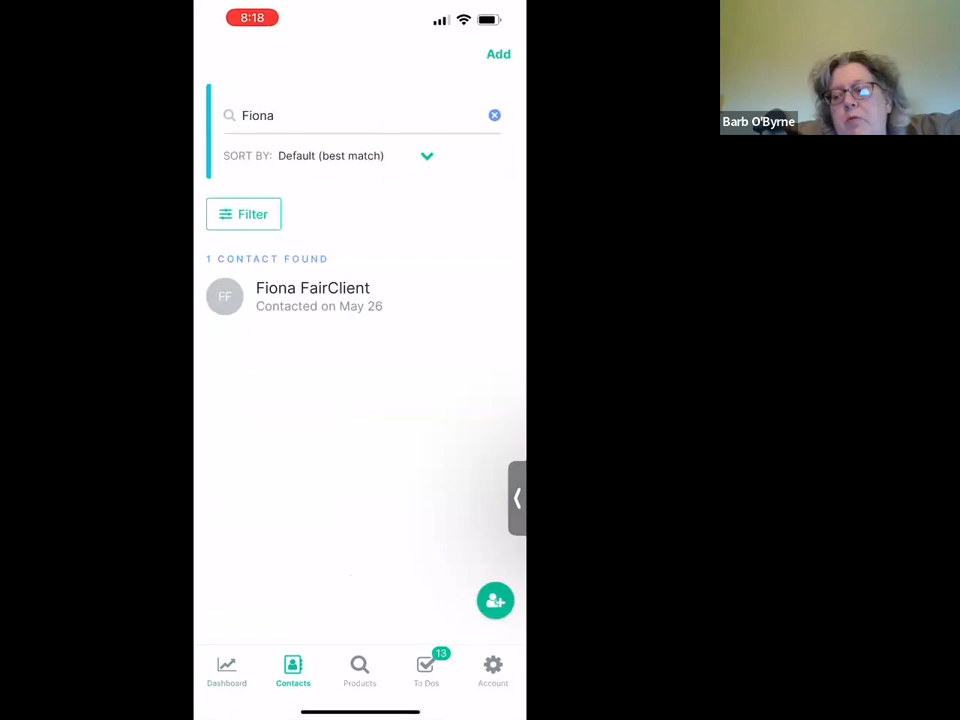 8:18
Add
Fiona
SORT BY: Default (best match)
Filter
1 CONTACT FOUND
FF
Fiona FairClient
Contacted on May 26
13
Dashboard
Contacts
Products
To Dos
Account
Barb O'Byrne